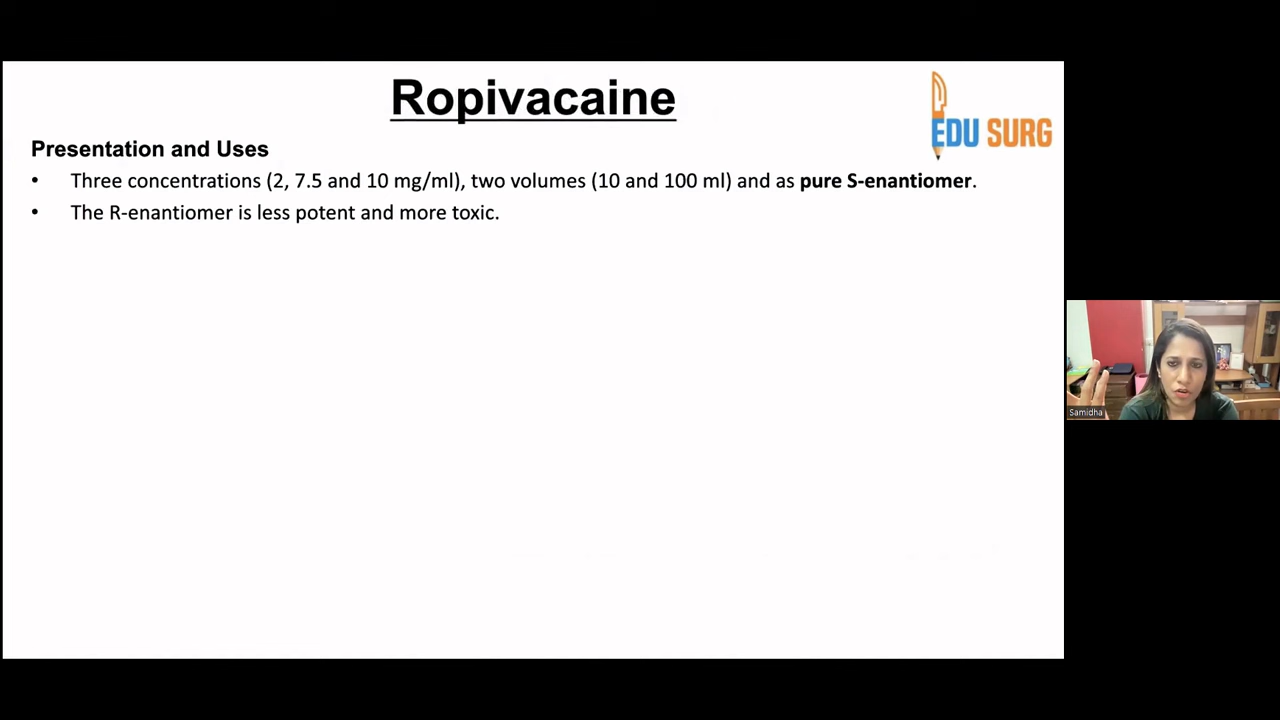 Ropivacaine
EDU SURG
Presentation and Uses
• Three concentrations (2, 7.5 and 10 mg/ml), two volumes (10 and 100 ml) and as pure S-enantiomer.
• The R-enantiomer is less potent and more toxic.
Samidha